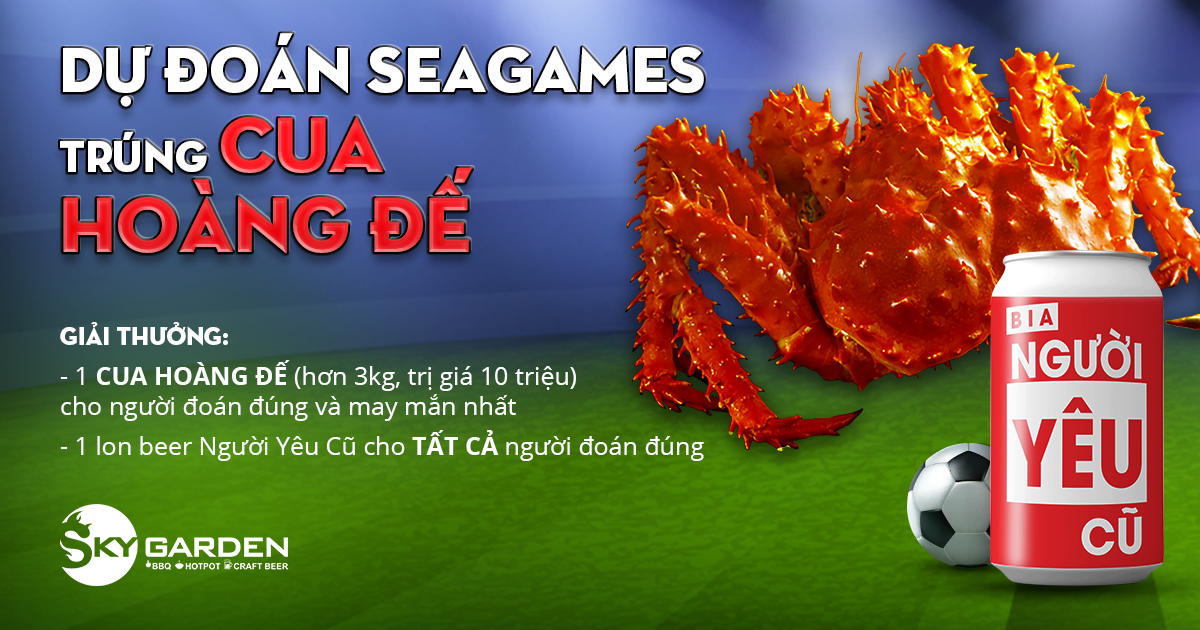 DỰ ĐOÁN SEAGAMES
TRÚNG CUA
HOÀNG ĐẾ
GIẢI THƯỞNG:
- 1 CUA HOÀNG ĐẾ (hơn 3kg, trị giá 10 triệu)
cho người đoán đúng và may mắn nhất
- 1 lon beer Người Yêu Cũ cho TẤT CẢ người đoán đúng
SKY GARDEN
BBQ HOTPOT CRAFT BEER
BIA
NGƯỜI
YÊU
CŨ